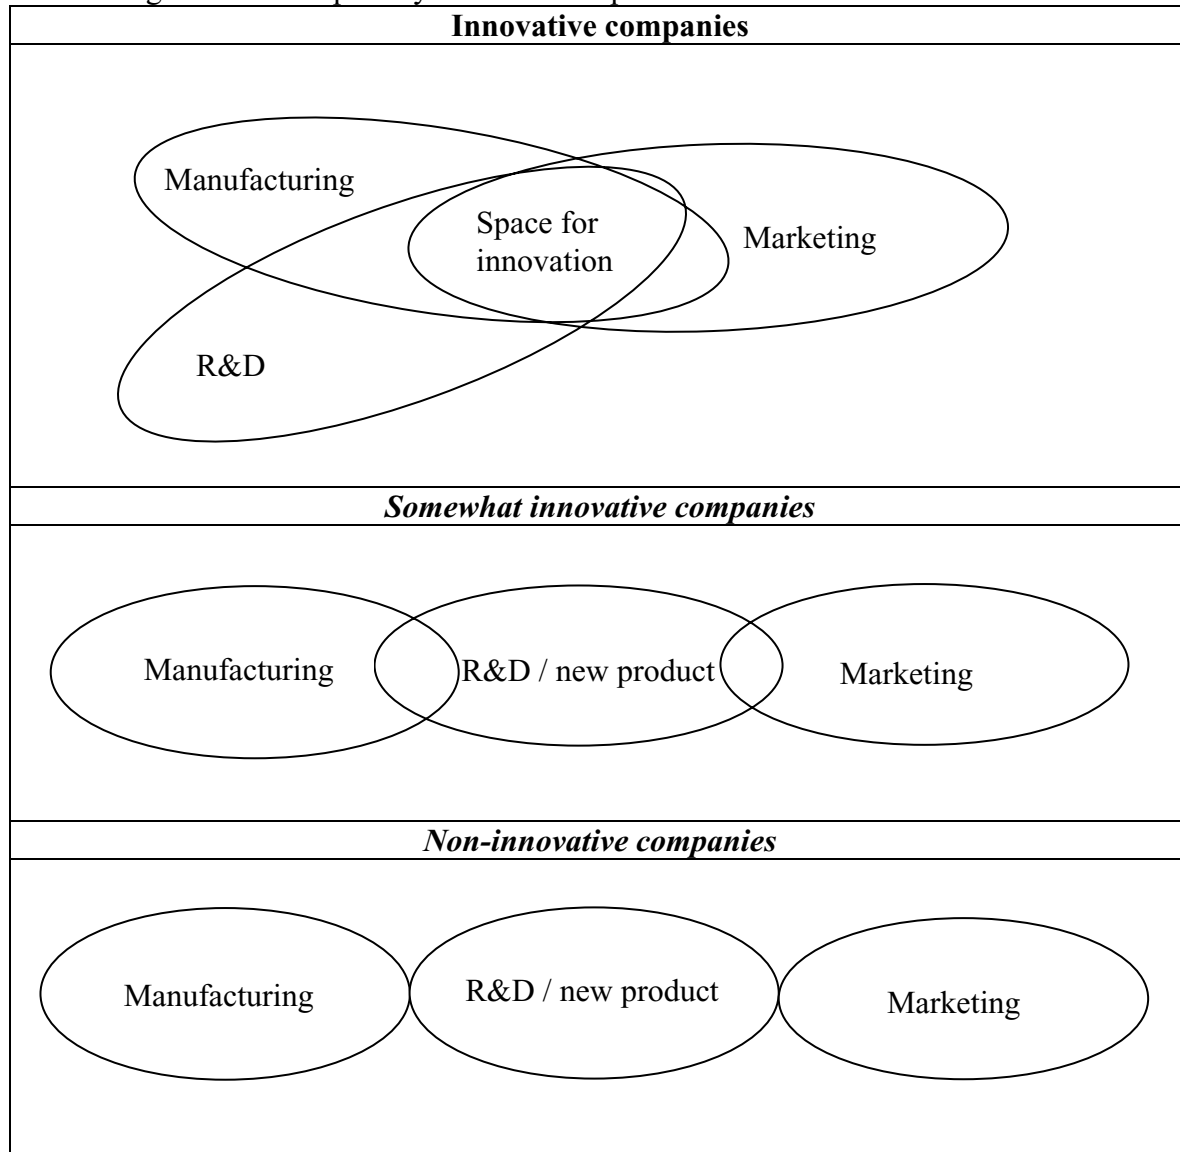 Innovative companies
Manufacturing
Space for
innovation
Marketing
R&D
Somewhat innovative companies
Manufacturing
R&D / new product
Marketing
Non-innovative companies
Manufacturing
R&D / new product
Marketing